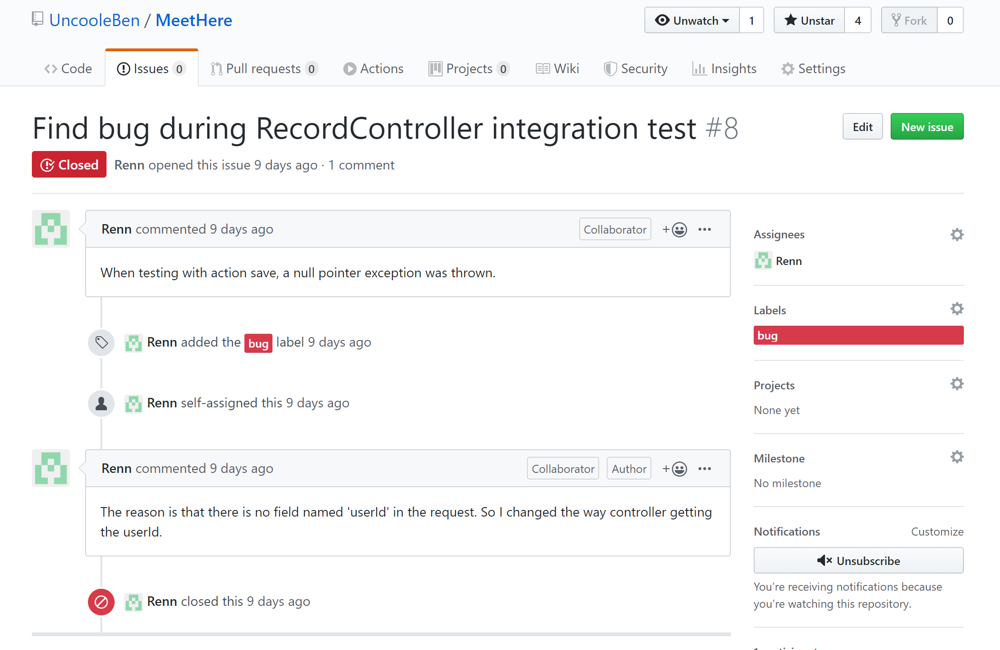 UncooleBen / MeetHere
Unwatch 1
Unstar 4
Fork 0
Code
Issues 0
Pull requests 0
Actions
Projects 0
Wiki
Security
Insights
Settings
Find bug during RecordController integration test #8
Edit
New issue
Closed
Renn opened this issue 9 days ago · 1 comment
Renn commented 9 days ago
Collaborator
When testing with action save, a null pointer exception was thrown.
Renn added the bug label 9 days ago
Renn self-assigned this 9 days ago
Renn commented 9 days ago
Collaborator
Author
The reason is that there is no field named 'userId' in the request. So I changed the way controller getting
the userId.
Renn closed this 9 days ago
Assignees
Renn
Labels
bug
Projects
None yet
Milestone
No milestone
Notifications
Customize
Unsubscribe
You’re receiving notifications because
you’re watching this repository.